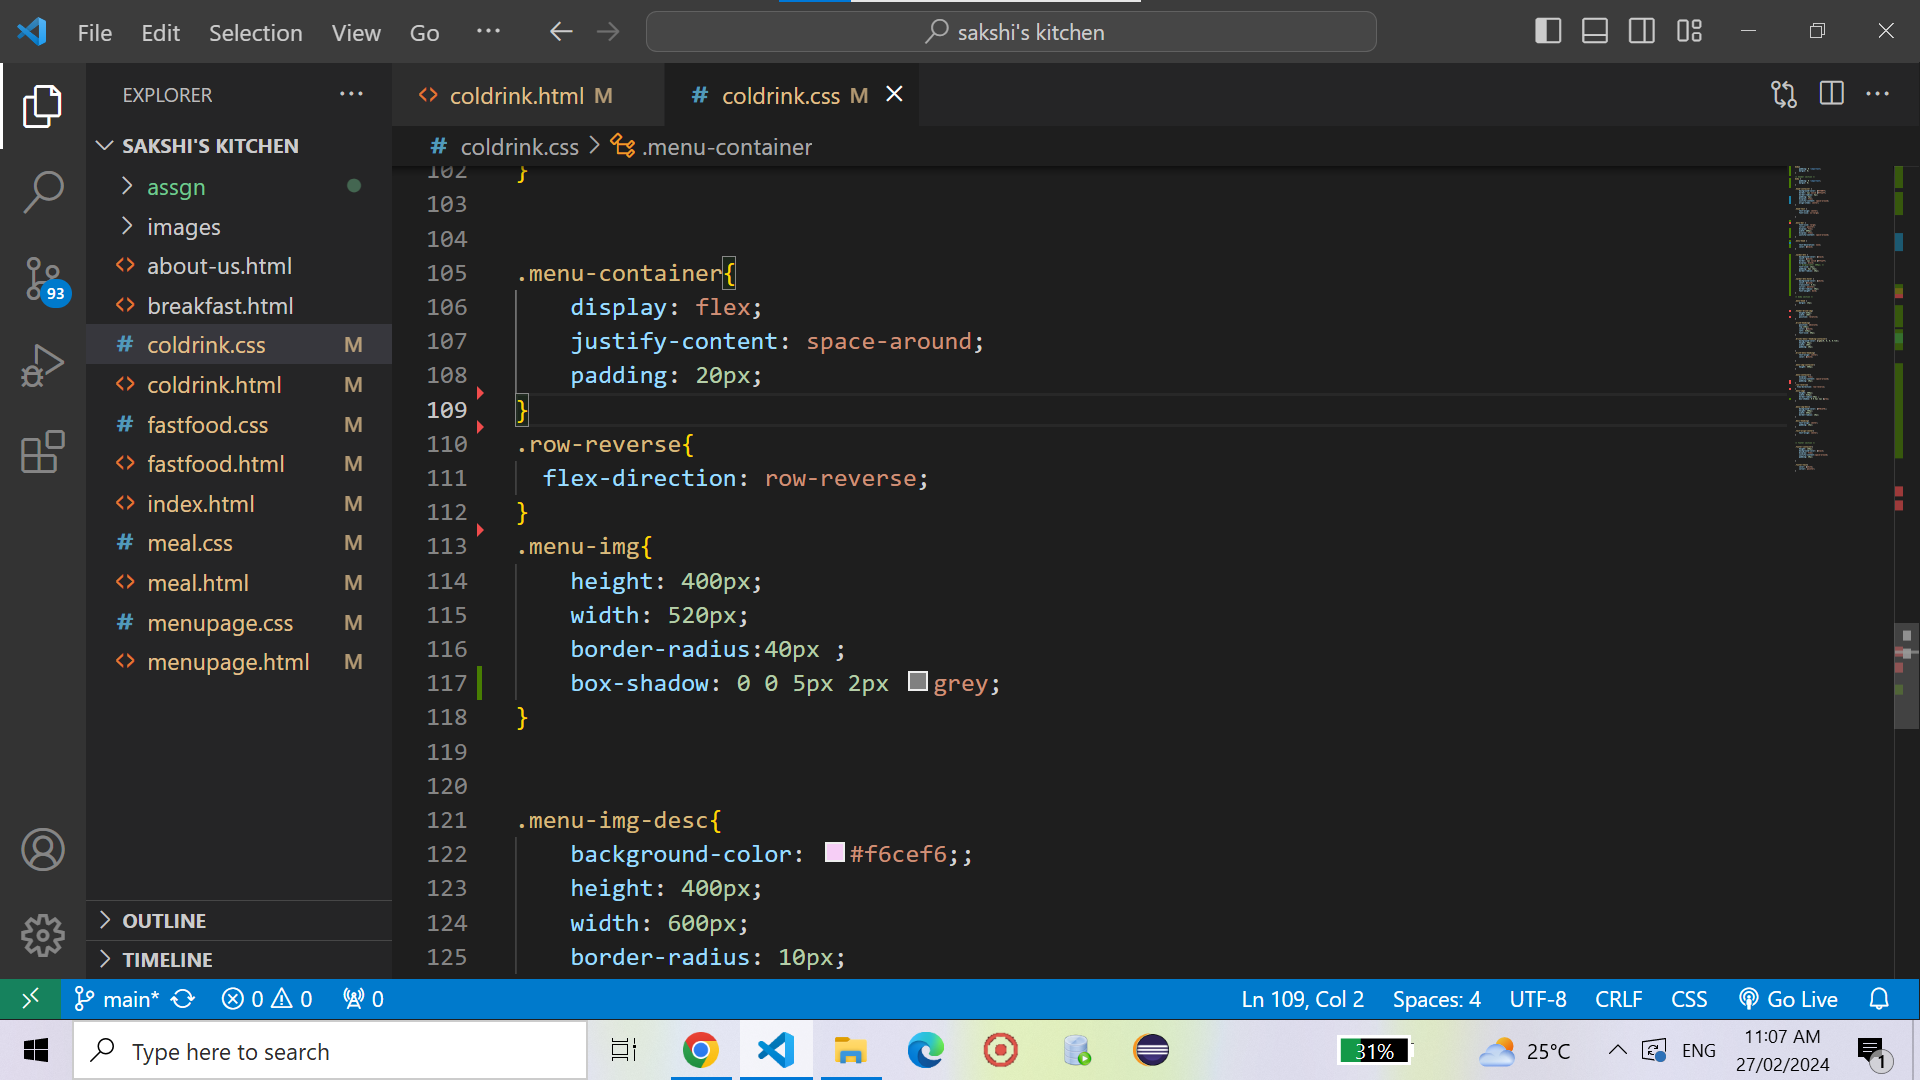 File Edit Selection View Go ··· sakshi's kitchen
EXPLORER ···
SAKSHI'S KITCHEN
assgn
images
about-us.html
breakfast.html
coldrink.css M
coldrink.html M
fastfood.css M
fastfood.html M
index.html M
meal.css M
meal.html M
menupage.css M
menupage.html M
OUTLINE
TIMELINE
93
coldrink.html M # coldrink.css M
# coldrink.css > .menu-container
102 }
103
104
105 .menu-container{
106 display: flex;
107 justify-content: space-around;
108 padding: 20px;
109 }
110 .row-reverse{
111 flex-direction: row-reverse;
112 }
113 .menu-img{
114 height: 400px;
115 width: 520px;
116 border-radius:40px ;
117 box-shadow: 0 0 5px 2px grey;
118 }
119
120
121 .menu-img-desc{
122 background-color: #f6cef6;;
123 height: 400px;
124 width: 600px;
125 border-radius: 10px;
main* 0 0 0 Ln 109, Col 2 Spaces: 4 UTF-8 CRLF CSS Go Live
Type here to search 31% 25°C ENG 11:07 AM
27/02/2024
1